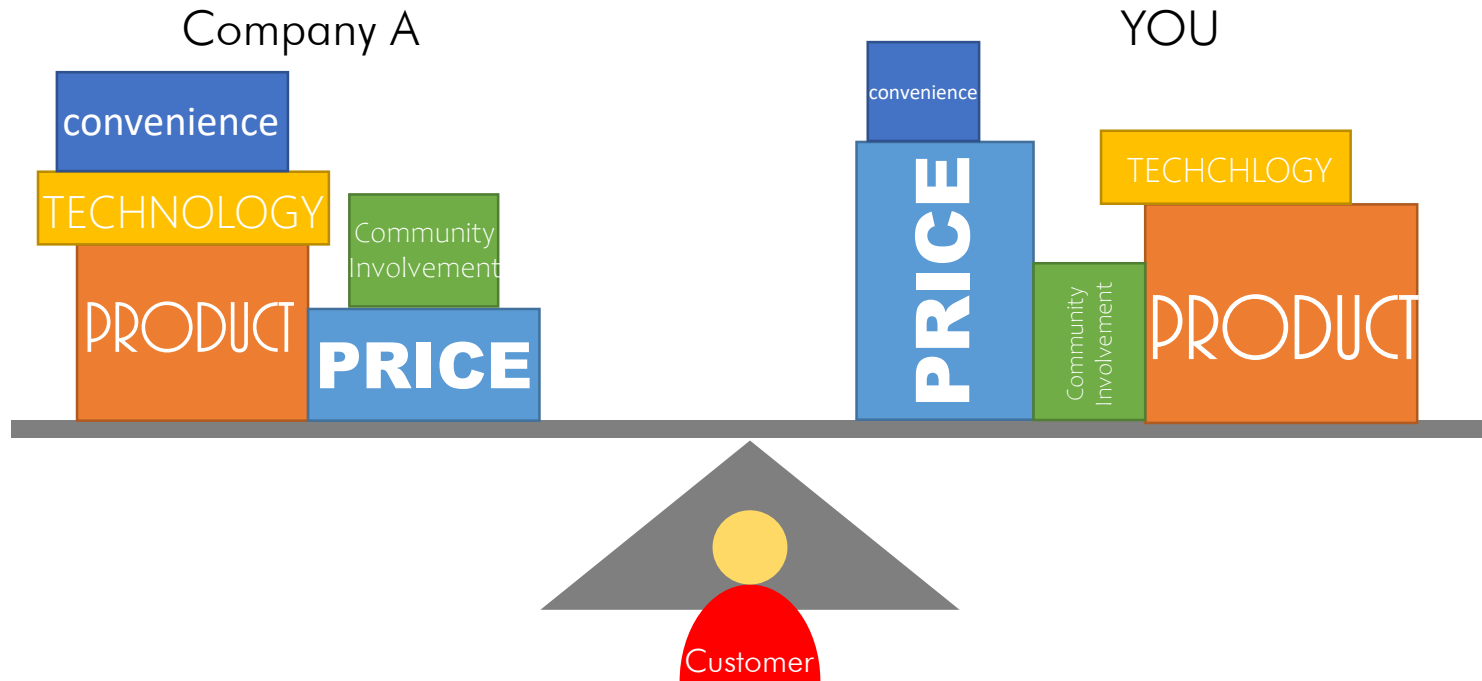 Company A
convenience
TECHNOLOGY
Community
Involvement
PRODUCT
PRICE
YOU
convenience
PRICE
Community
Involvement
TECHCHLOGY
PRODUCT
Customer